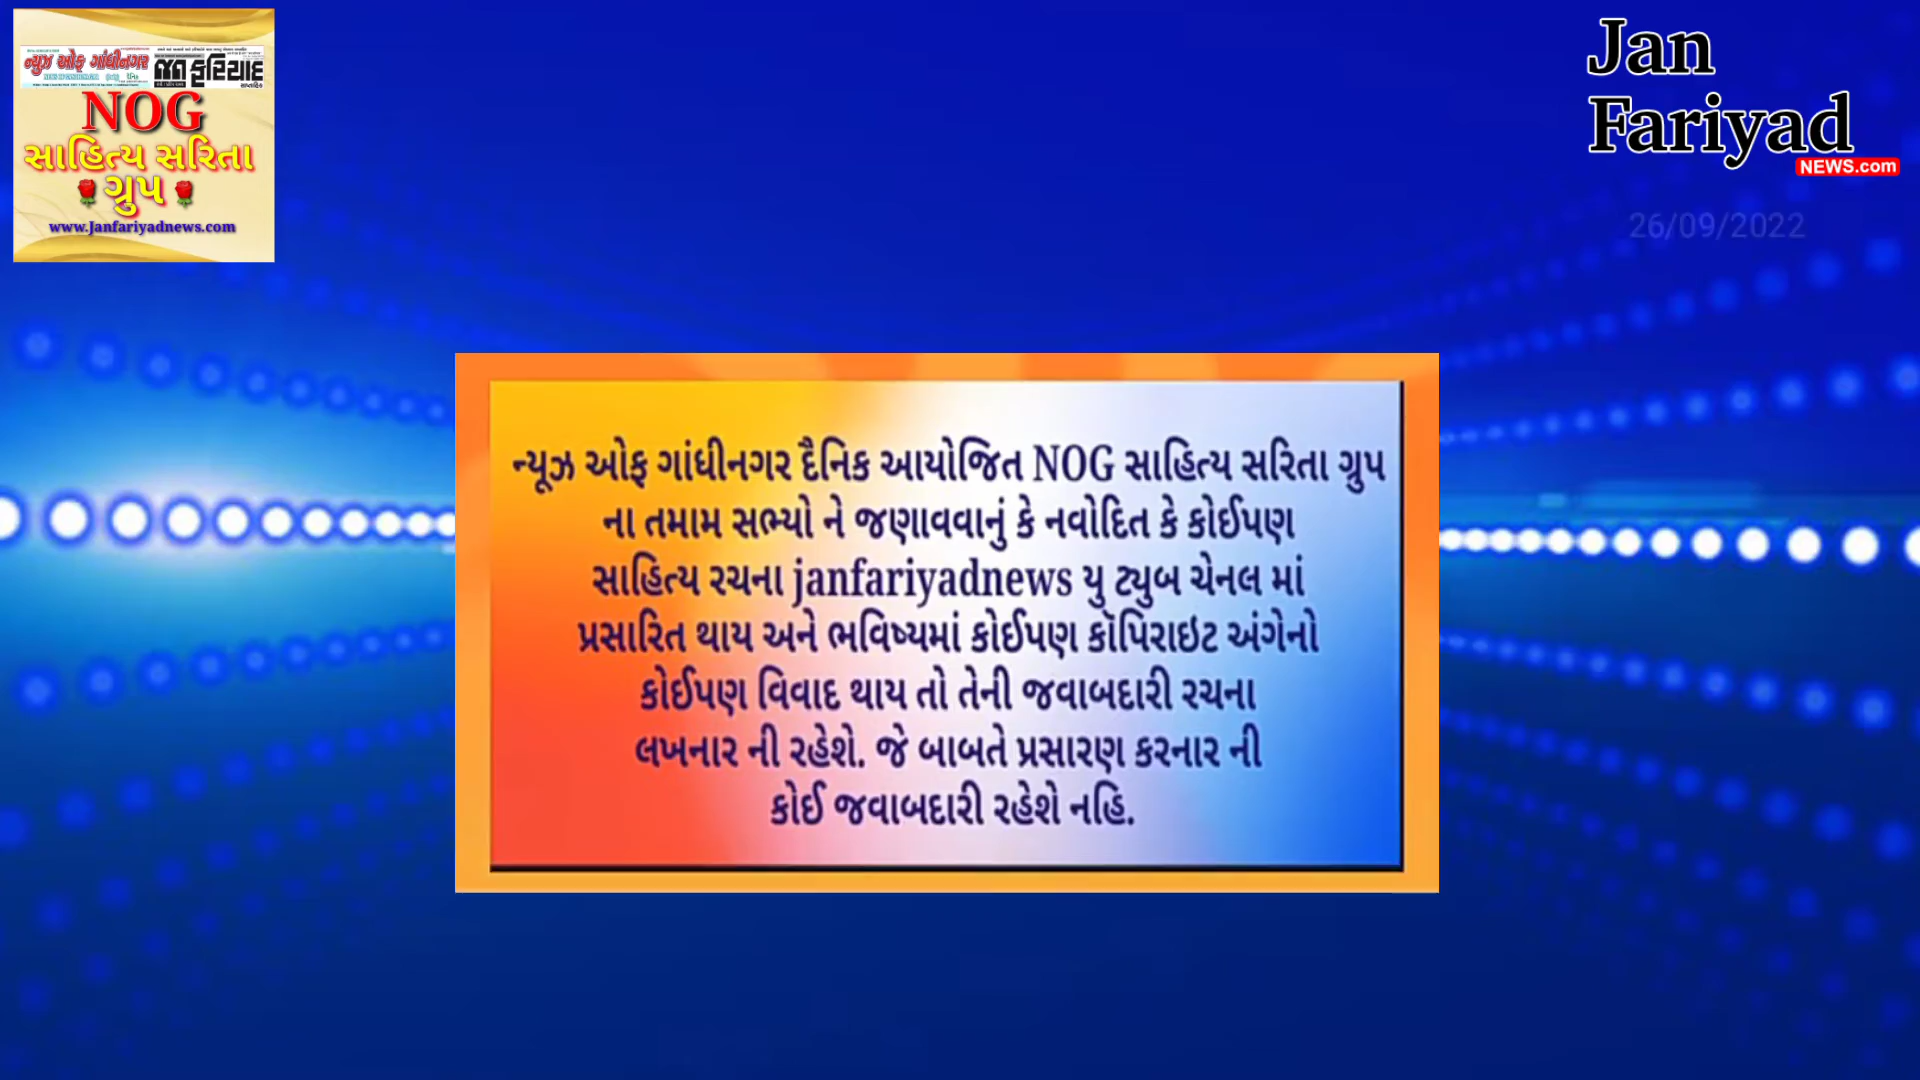 ન્યૂઝ ઓફ ગાંધીનગર
જન ફરિયાદ
સાપ્તાહિક
NOG
સાહિત્ય સરિતા
ગ્રુપ
www.Janfariyadnews.com
Jan
Fariyad
NEWS.com
26/09/2022
ન્યૂઝ ઓફ ગાંધીનગર દૈનિક આયોજિત NOG સાહિત્ય સરિતા ગ્રુપ
ના તમામ સભ્યો ને જણાવવાનું કે નવોદિત કે કોઈપણ
સાહિત્ય રચના janfariyadnews યુ ટ્યુબ ચેનલ માં
પ્રસારિત થાય અને ભવિષ્યમાં કોઈપણ કૉપિરાઇટ અંગેનો
કોઈપણ વિવાદ થાય તો તેની જવાબદારી રચના
લખનાર ની રહેશે. જે બાબતે પ્રસારણ કરનાર ની
કોઈ જવાબદારી રહેશે નહિ.